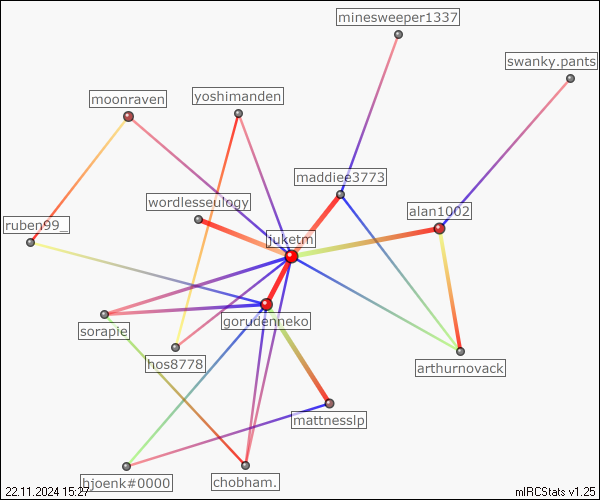 minesweeper1337
swanky.pants
moonraven
yoshimanden
maddiee3773
wordlesseulogy
alan1002
ruben99_
juketm
gorudenneko
sorapie
hos8778
arthurnovack
mattnesslp
hjoenk#0000
chobham.
22.11.2024 15:27
mIRCStats v1.25